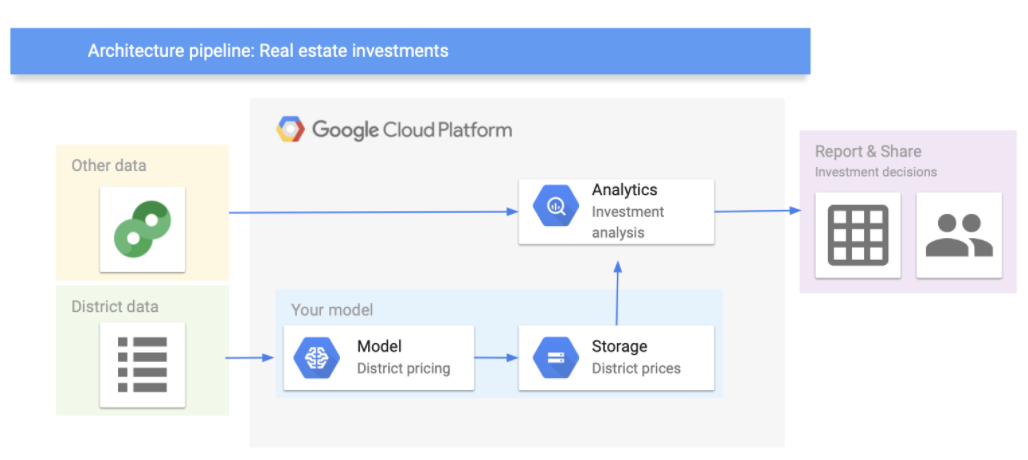 Architecture pipeline: Real estate investments
Google Cloud Platform
Other data
Analytics
Investment
analysis
Report & Share
Investment decisions
District data
Your model
Model
District pricing
Storage
District prices